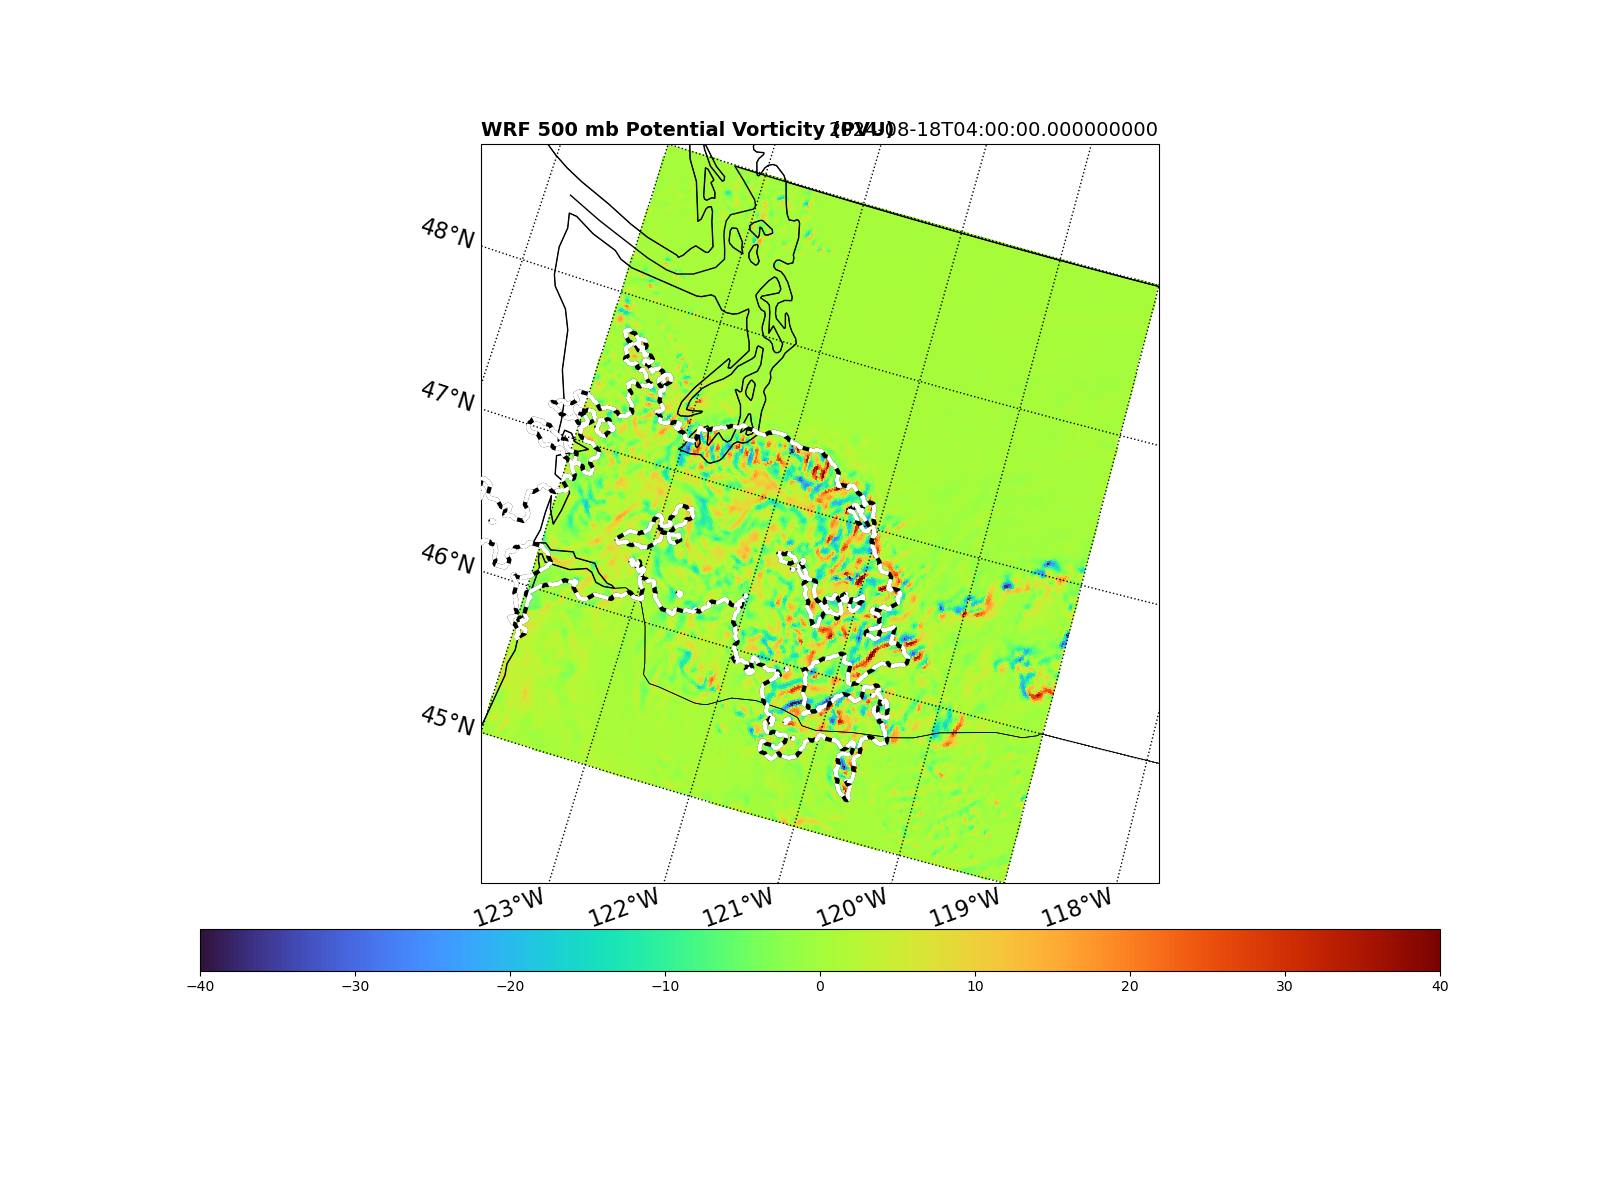 WRF 500 mb Potential Vorticity (PVU)
08-18T04:00:00.000000000
48°N
47°N
46°N
45°N
123°W 122°W 121°W 120°W 119°W 118°W
−40 −30 −20 −10 0 10 20 30 40